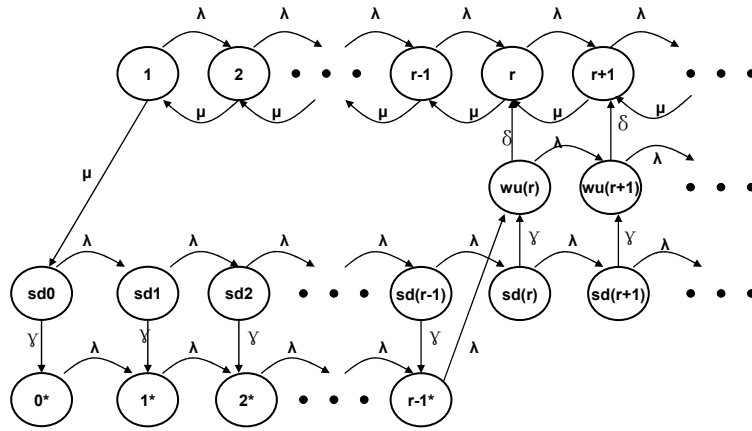 λ λ λ λ λ λ
1 2 • • • r-1 r r+1 • • •
μ μ μ μ μ μ
δ δ
λ λ
μ
wu(r) wu(r+1) • • •
λ λ λ λ λ λ λ
γ γ
sd0 sd1 sd2 • • • sd(r-1) sd(r) sd(r+1) • • •
γ γ γ γ
λ λ λ λ λ
0* 1* 2* • • • r-1*